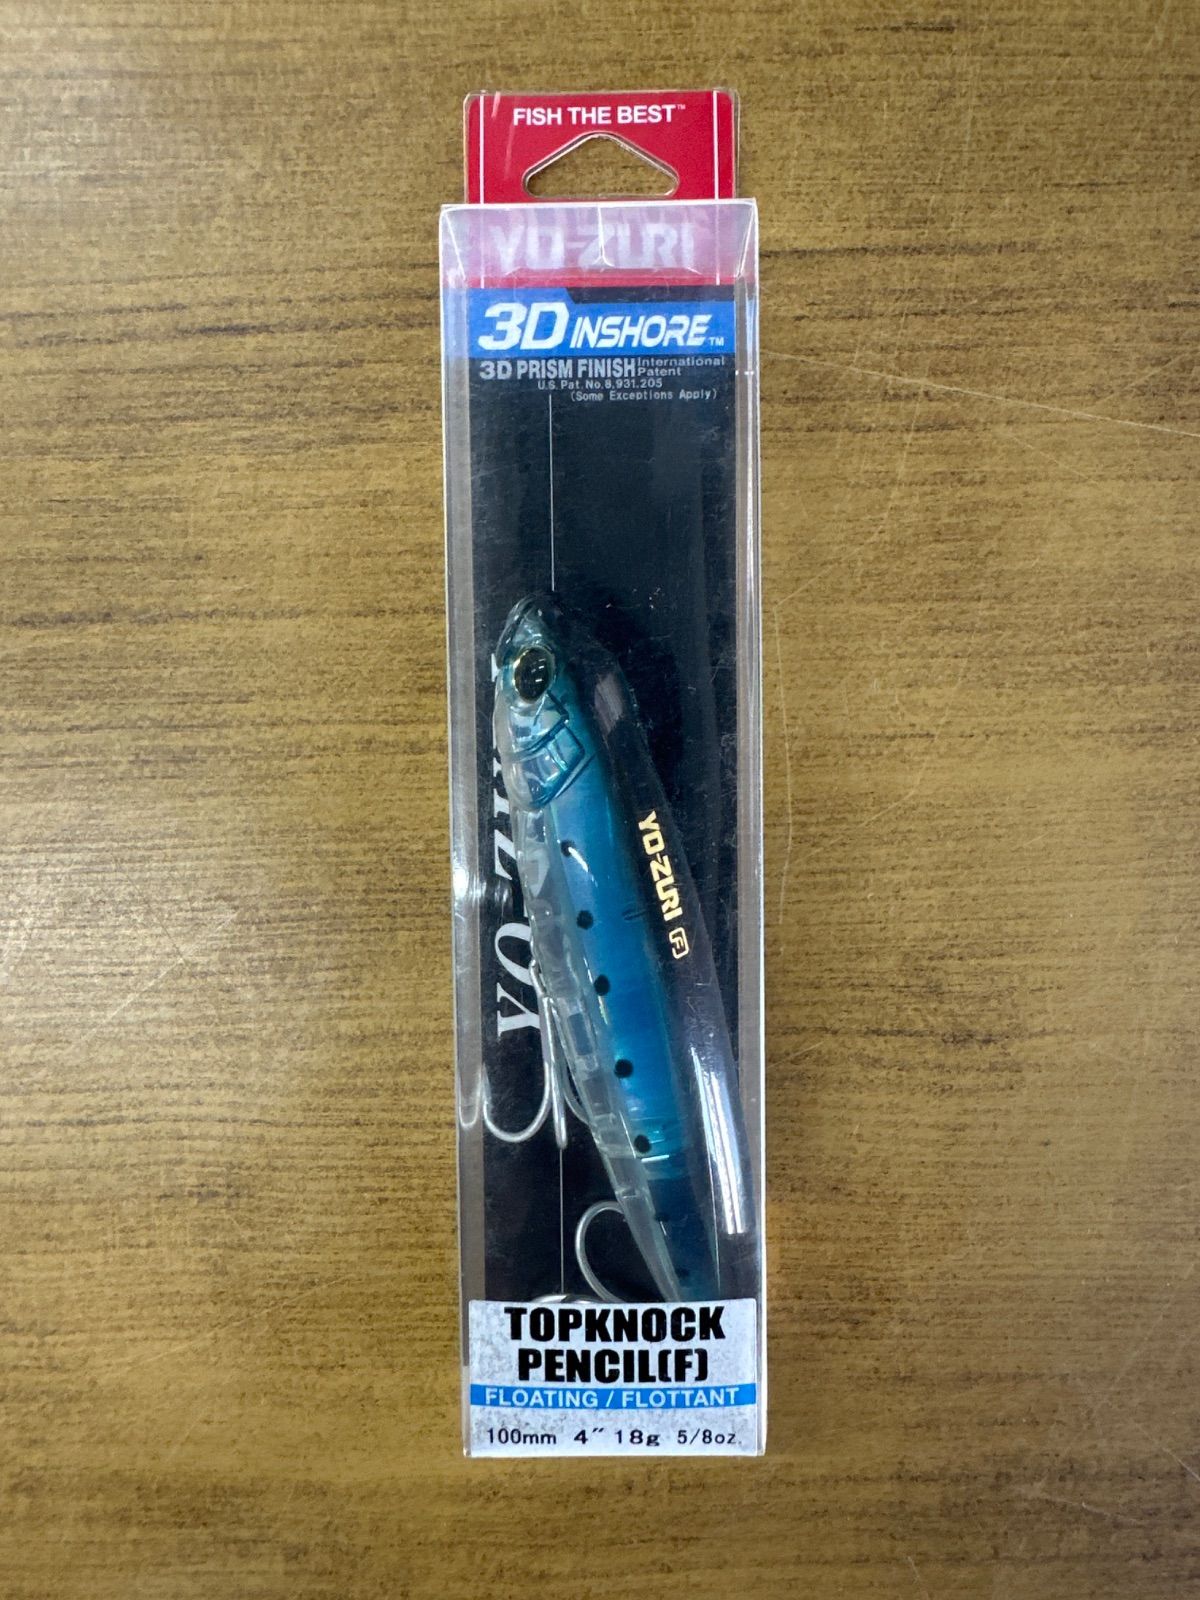 FISH THE BEST™
YO-ZURI
3D INSHORE™
3D PRISM FINISH International Patent
U.S. Pat. No.8,931,205
(Some Exceptions Apply)
YO-ZURI
YO-ZURI (F)
TOPKNOCK
PENCIL(F)
FLOATING / FLOTTANT
100mm 4″ 18g 5/8oz.